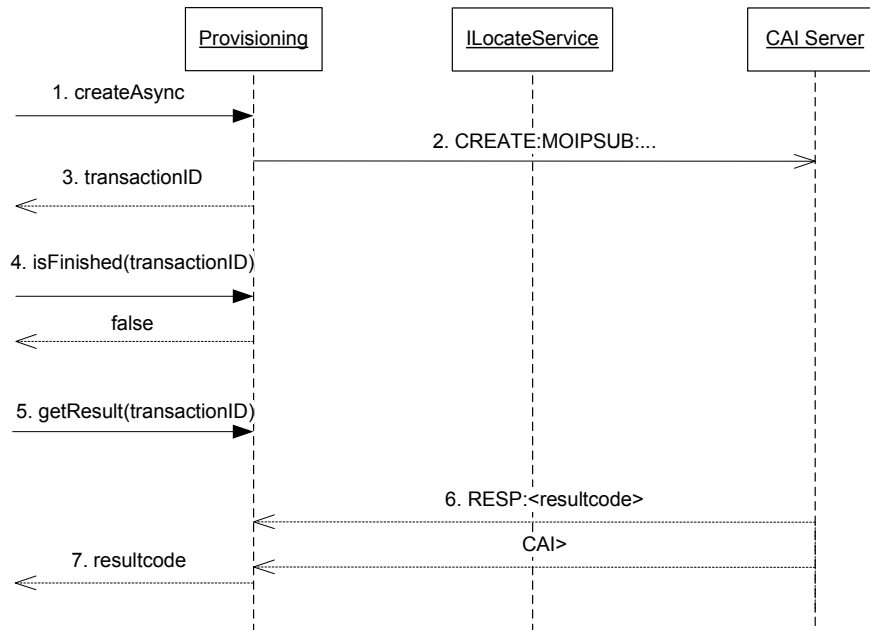 Provisioning
ILocateService
CAI Server
1. createAsync
2. CREATE:MOIPSUB:...
3. transactionID
4. isFinished(transactionID)
false
5. getResult(transactionID)
6. RESP:<resultcode>
CAI>
7. resultcode